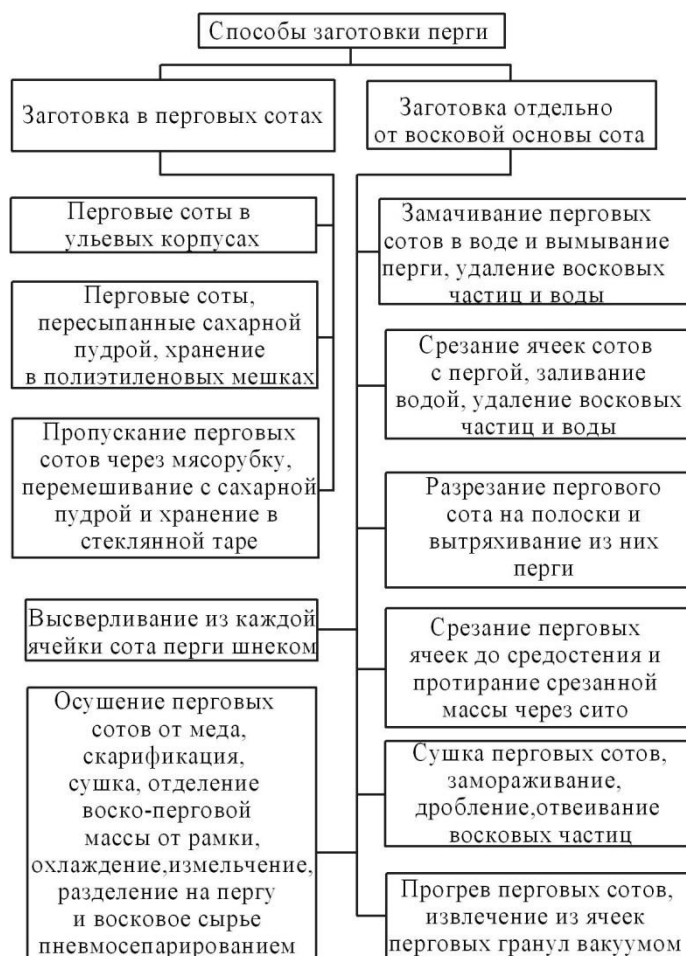 Способы заготовки перги
Заготовка в перговых сотах
Заготовка отдельно
от восковой основы сота
Перговые соты в
ульевых корпусах
Перговые соты,
пересыпанные сахарной
пудрой, хранение
в полиэтиленовых мешках
Пропускание перговых
сотов через мясорубку,
перемешивание с сахарной
пудрой и хранение в
стеклянной таре
Высверливание из каждой
ячейки сота перги шнеком
Осушение перговых
сотов от меда,
скарификация,
сушка, отделение
воско-перговой
массы от рамки,
охлаждение,измельчение,
разделение на пергу
и восковое сырье
пневмосепарированием
Замачивание перговых
сотов в воде и вымывание
перги, удаление восковых
частиц и воды
Срезание ячеек сотов
с пергой, заливание
водой, удаление восковых
частиц и воды
Разрезание пергового
сота на полоски и
вытряхивание из них
перги
Срезание перговых
ячеек до средостения и
протирание срезанной
массы через сито
Сушка перговых сотов,
замораживание,
дробление,отвеивание
восковых частиц
Прогрев перговых сотов,
извлечение из ячеек
перговых гранул вакуумом